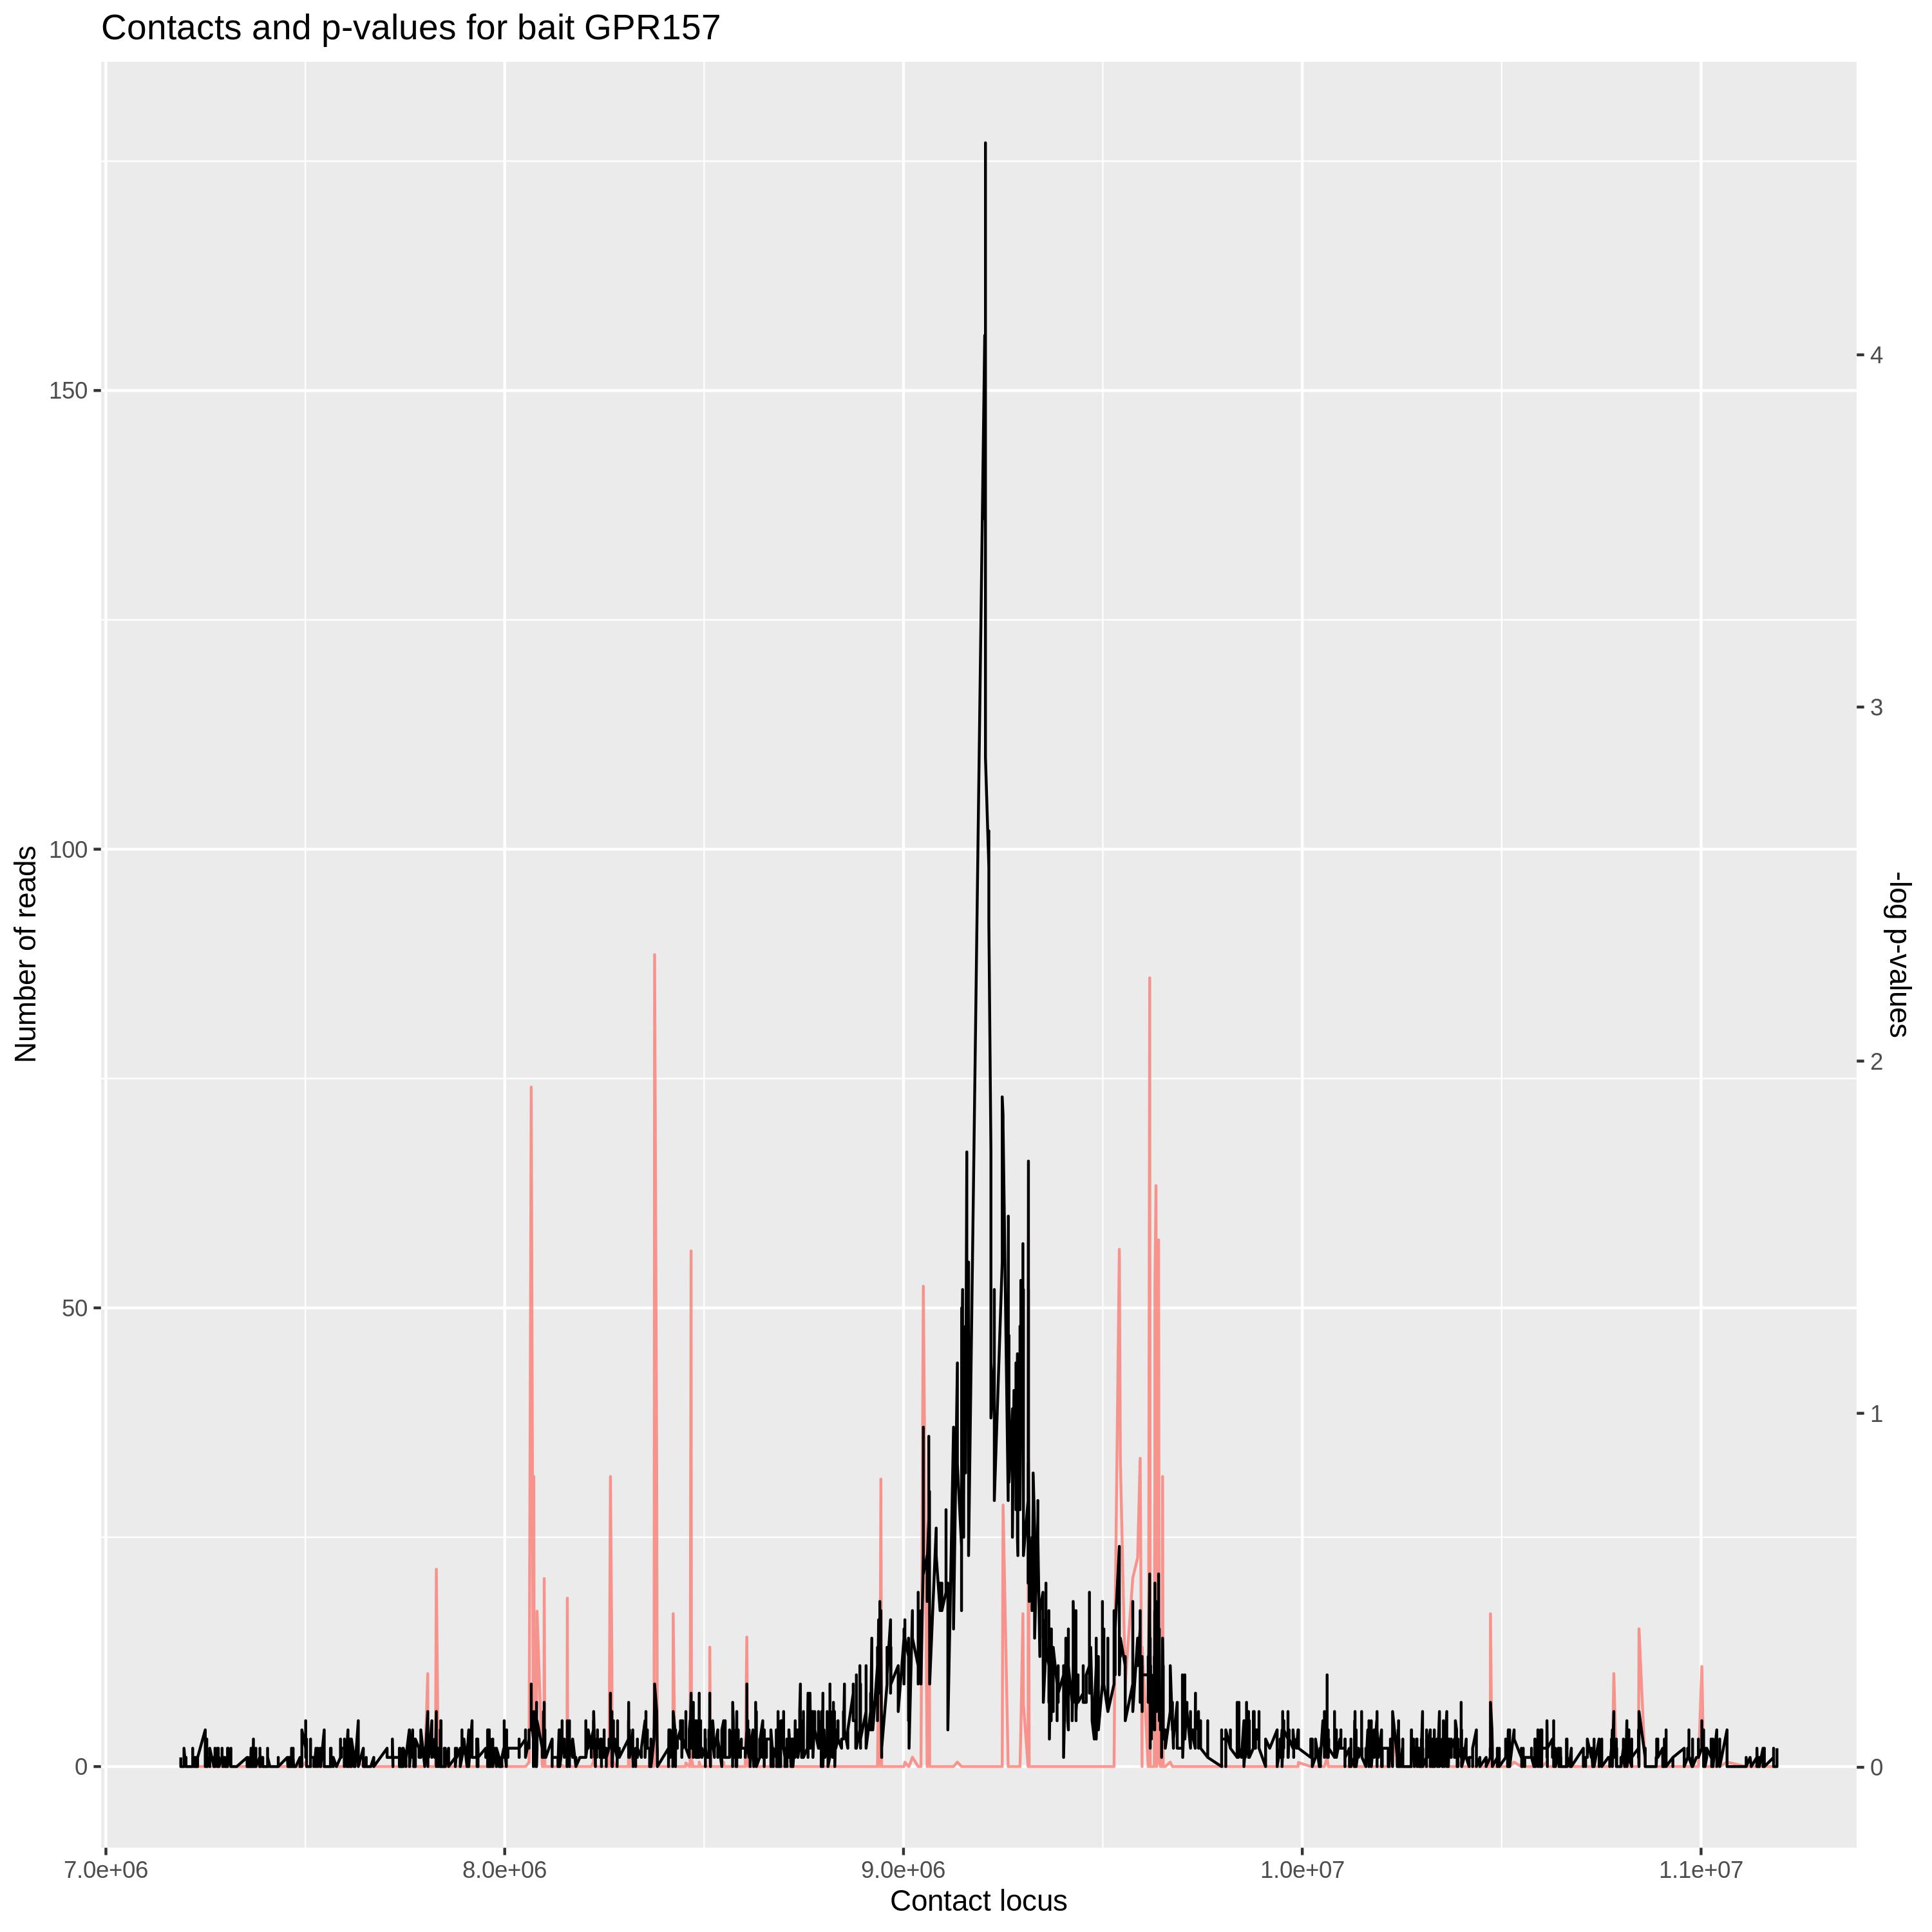 Contacts and p-values for bait GPR157
Number of reads
150
100
50
0
4
3
2
1
0
-log p-values
7.0e+06
8.0e+06
9.0e+06
1.0e+07
1.1e+07
Contact locus